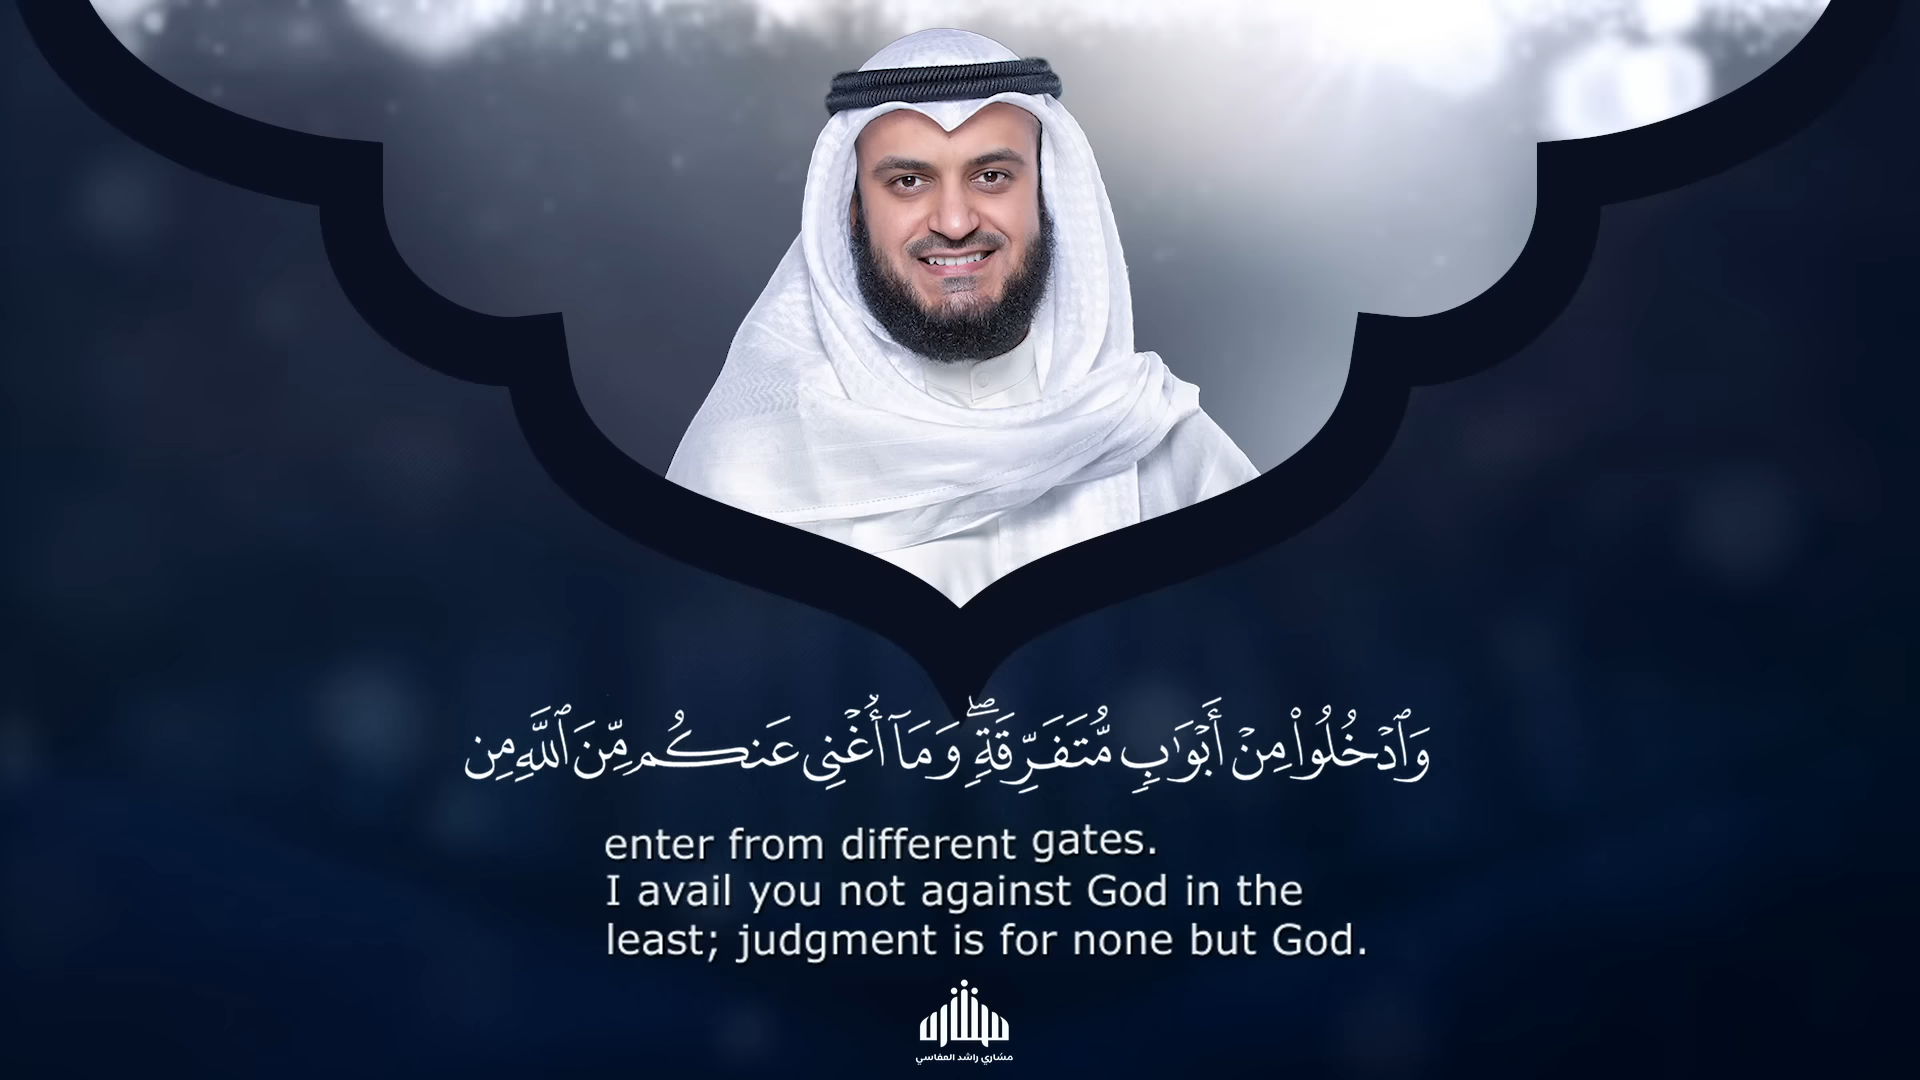 وَٱدۡخُلُواْ مِنۡ أَبۡوَٰبٖ مُّتَفَرِّقَةٖۖ وَمَآ أُغۡنِي عَنكُم مِّنَ ٱللَّهِ مِن
enter from different gates.
I avail you not against God in the
least; judgment is for none but God.
مشاري راشد العفاسي